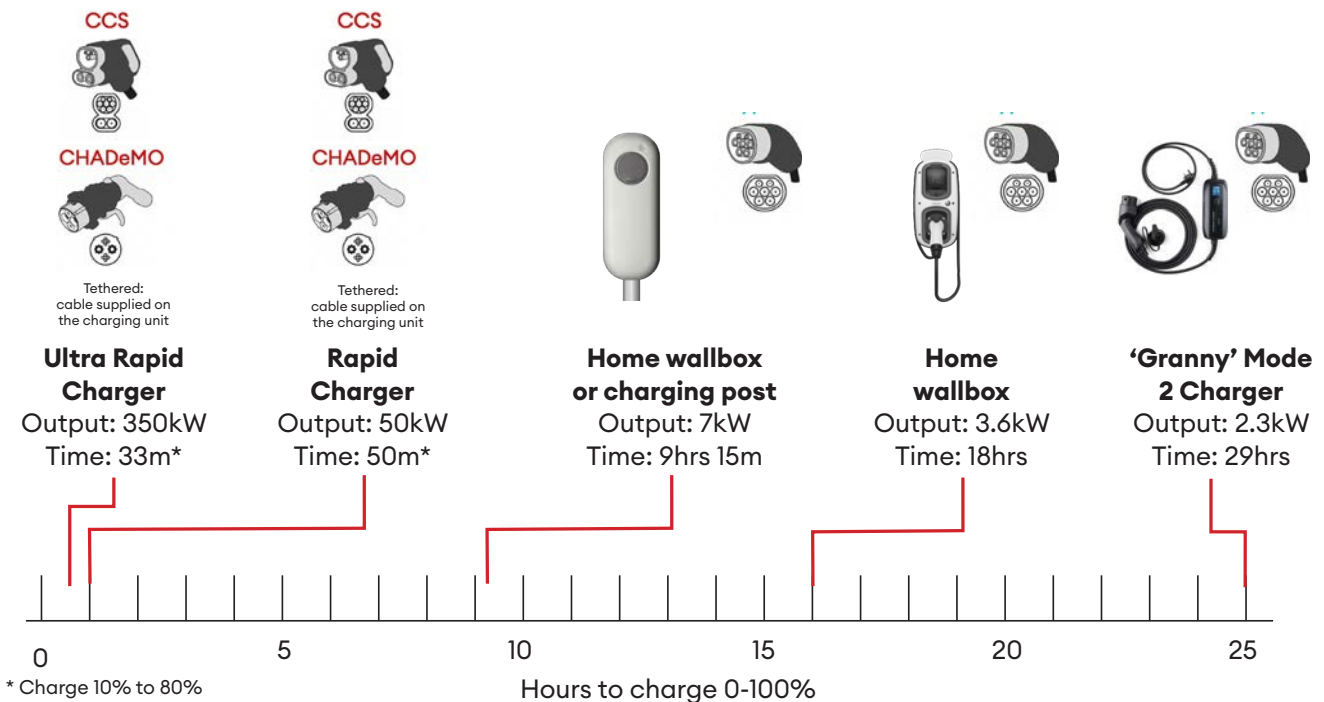 CCS
CHADeMO
Tethered:
cable supplied on
the charging unit
Ultra Rapid
Charger
Output: 350kW
Time: 33m*
CCS
CHADeMO
Tethered:
cable supplied on
the charging unit
Rapid
Charger
Output: 50kW
Time: 50m*
Home wallbox
or charging post
Output: 7kW
Time: 9hrs 15m
Home
wallbox
Output: 3.6kW
Time: 18hrs
‘Granny’ Mode
2 Charger
Output: 2.3kW
Time: 29hrs
0
5
10
15
20
25
* Charge 10% to 80%
Hours to charge 0-100%